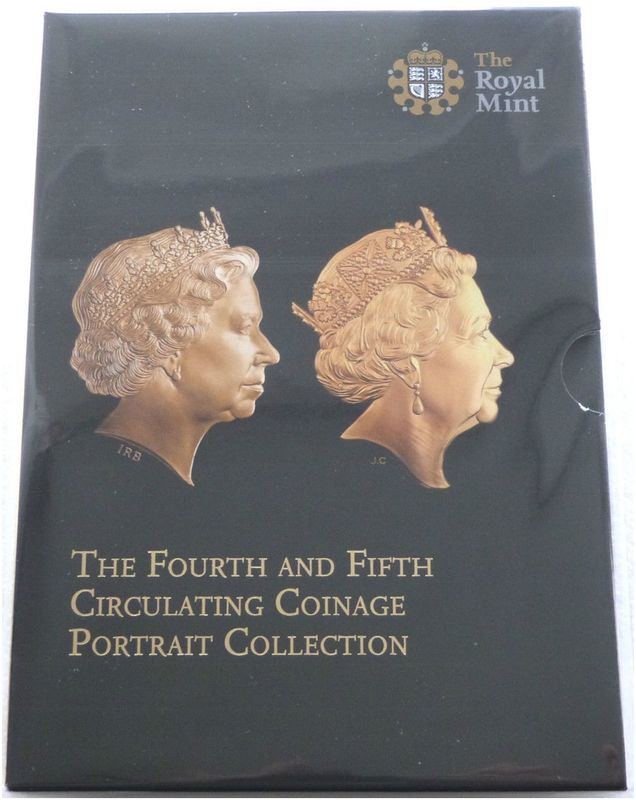 The
Royal
Mint
IRB
J.C
The Fourth and Fifth
Circulating Coinage
Portrait Collection